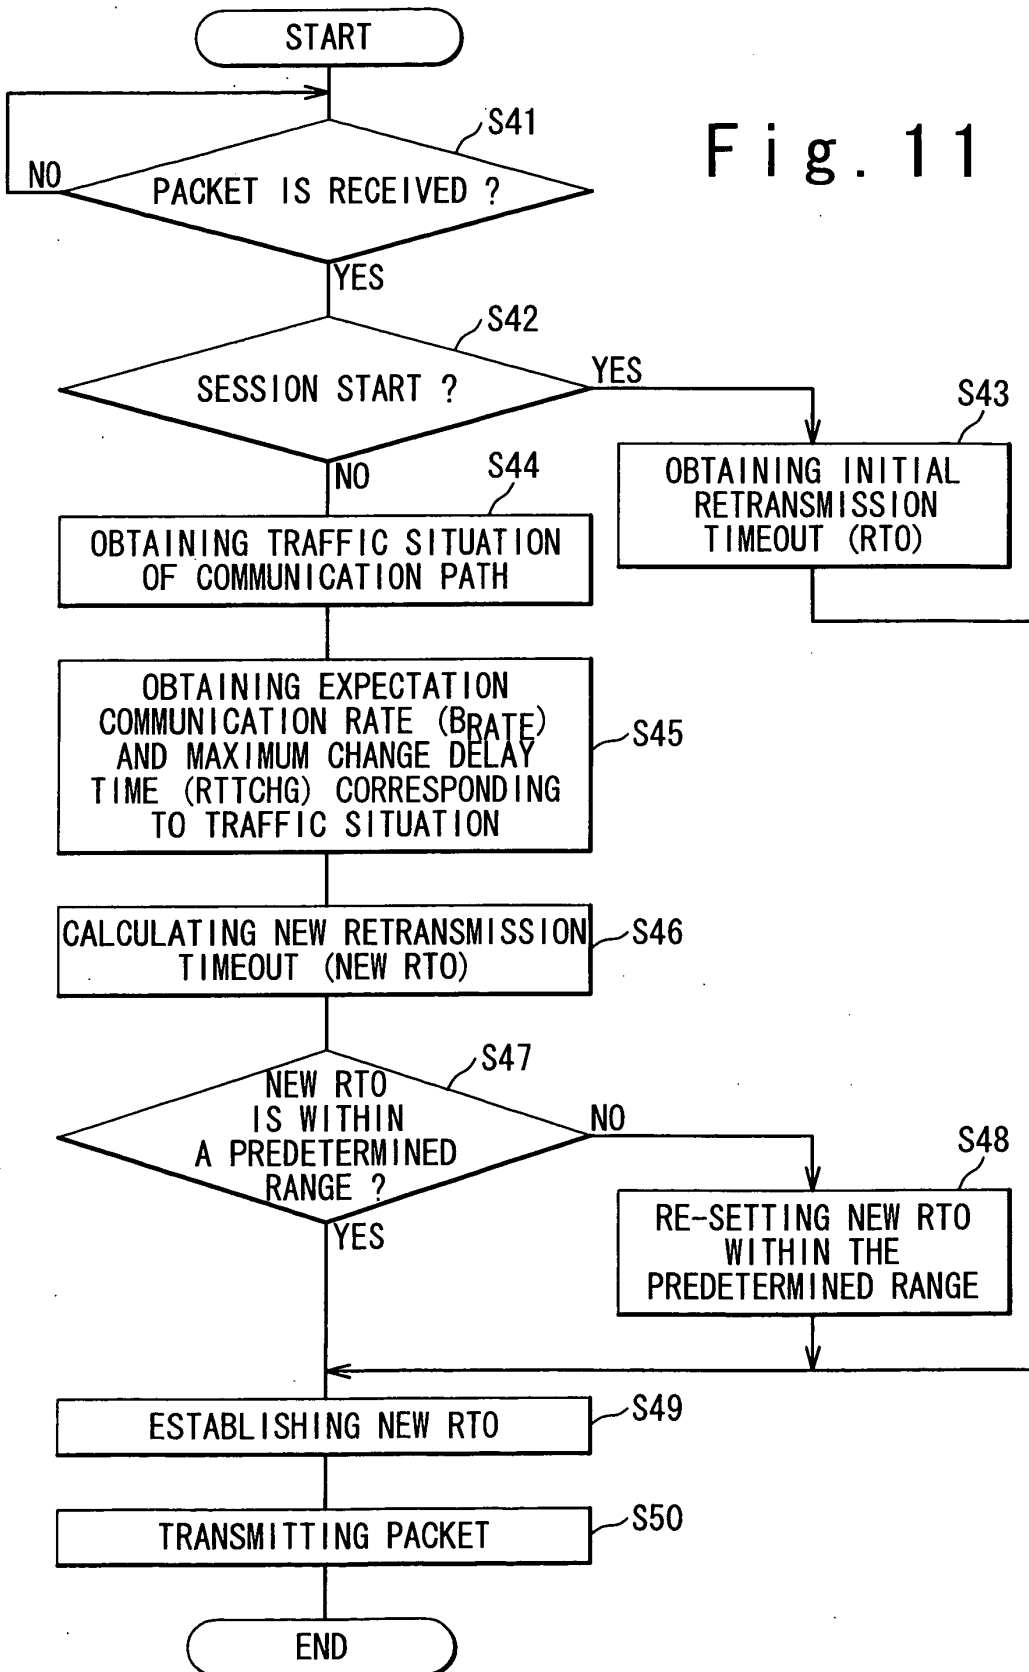 START
Fig. 11
S41
NO
PACKET IS RECEIVED ?
YES
S42
SESSION START ?
YES
S43
NO
OBTAINING INITIAL
RETRANSMISSION
TIMEOUT (RTO)
S44
OBTAINING TRAFFIC SITUATION
OF COMMUNICATION PATH
OBTAINING EXPECTATION
COMMUNICATION RATE (BRATE)
AND MAXIMUM CHANGE DELAY
TIME (RTTCHG) CORRESPONDING
TO TRAFFIC SITUATION
S45
CALCULATING NEW RETRANSMISSION
TIMEOUT (NEW RTO)
S46
S47
NEW RTO
IS WITHIN
A PREDETERMINED
RANGE ?
NO
YES
S48
RE-SETTING NEW RTO
WITHIN THE
PREDETERMINED RANGE
ESTABLISHING NEW RTO
S49
TRANSMITTING PACKET
S50
END